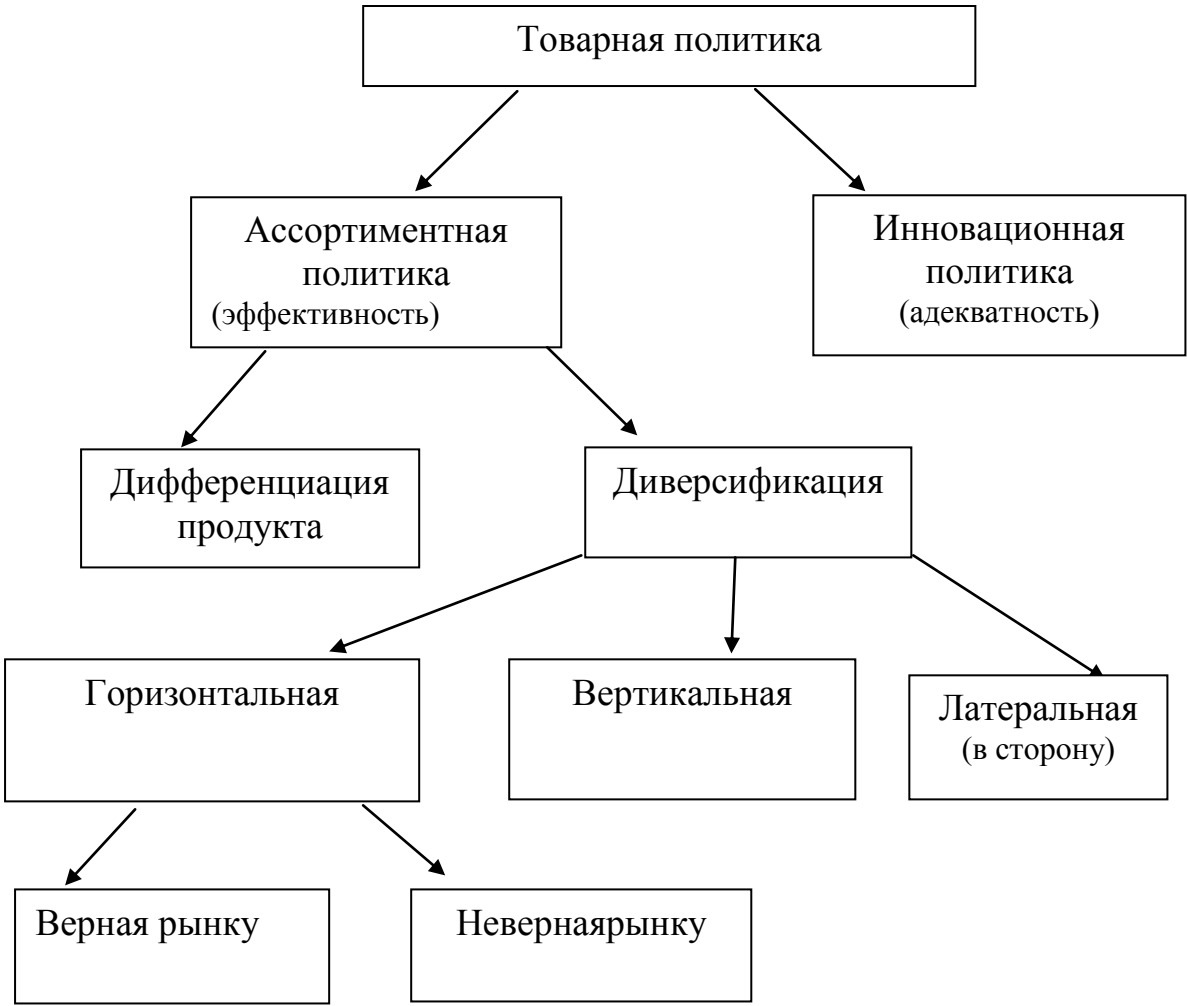 Товарная политика
Ассортиментная
политика
(эффективность)
Инновационная
политика
(адекватность)
Дифференциация
продукта
Диверсификация
Горизонтальная
Вертикальная
Латеральная
(в сторону)
Верная рынку
Невернаярынку